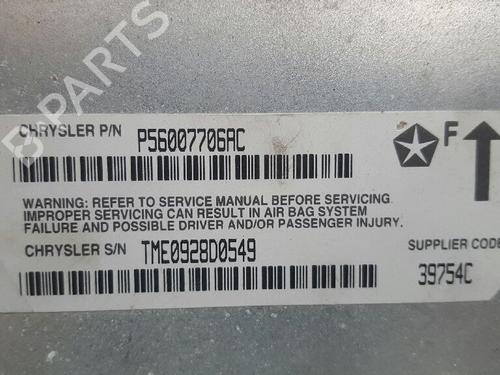 B-PARTS
CHRYSLER P/N P56007706AC
F
WARNING: REFER TO SERVICE MANUAL BEFORE SERVICING.
IMPROPER SERVICING CAN RESULT IN AIR BAG SYSTEM
FAILURE AND POSSIBLE DRIVER AND/OR PASSENGER INJURY.
CHRYSLER S/N TME0928D0549
SUPPLIER CODE
39754C